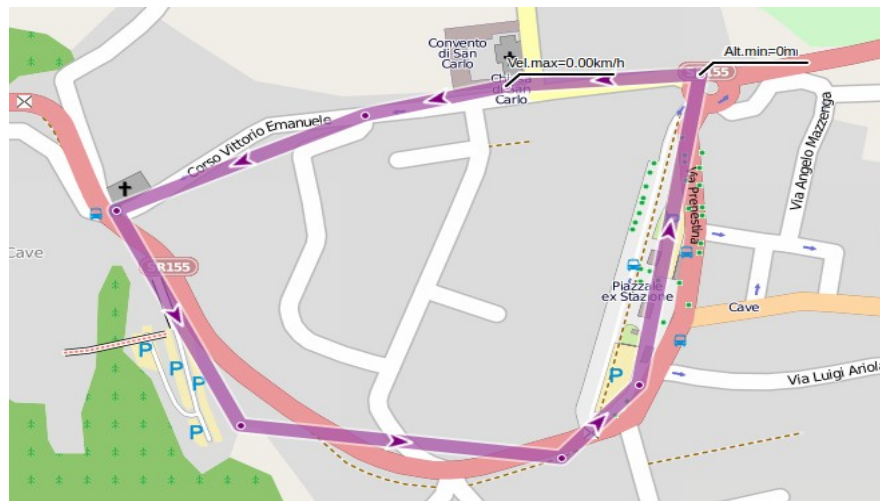 Convento
di San
Carlo
Vel.max=0.00km/h
Alt.min=0m
Chiesa
di San
Carlo
Corso Vittorio Emanuele
Via Angelo Mazzenga
Via Prenestina
Cave
SR155
Piazzale
ex Stazione
Cave
P
P
P
P
P
Via Luigi Ariola